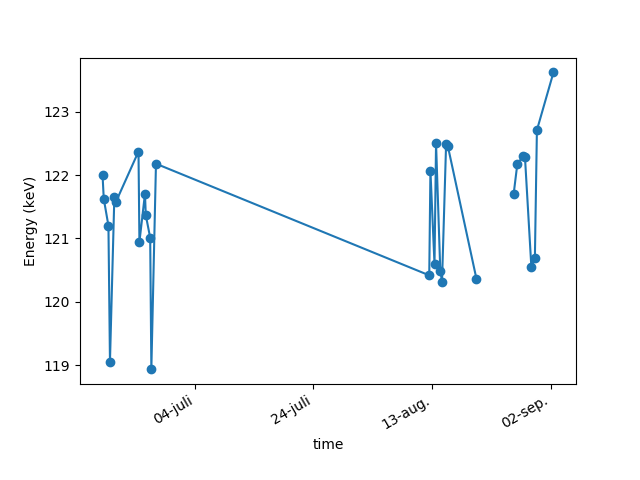 123
122
121
120
119
Energy (keV)
04-juli
24-juli
13-aug.
02-sep.
time